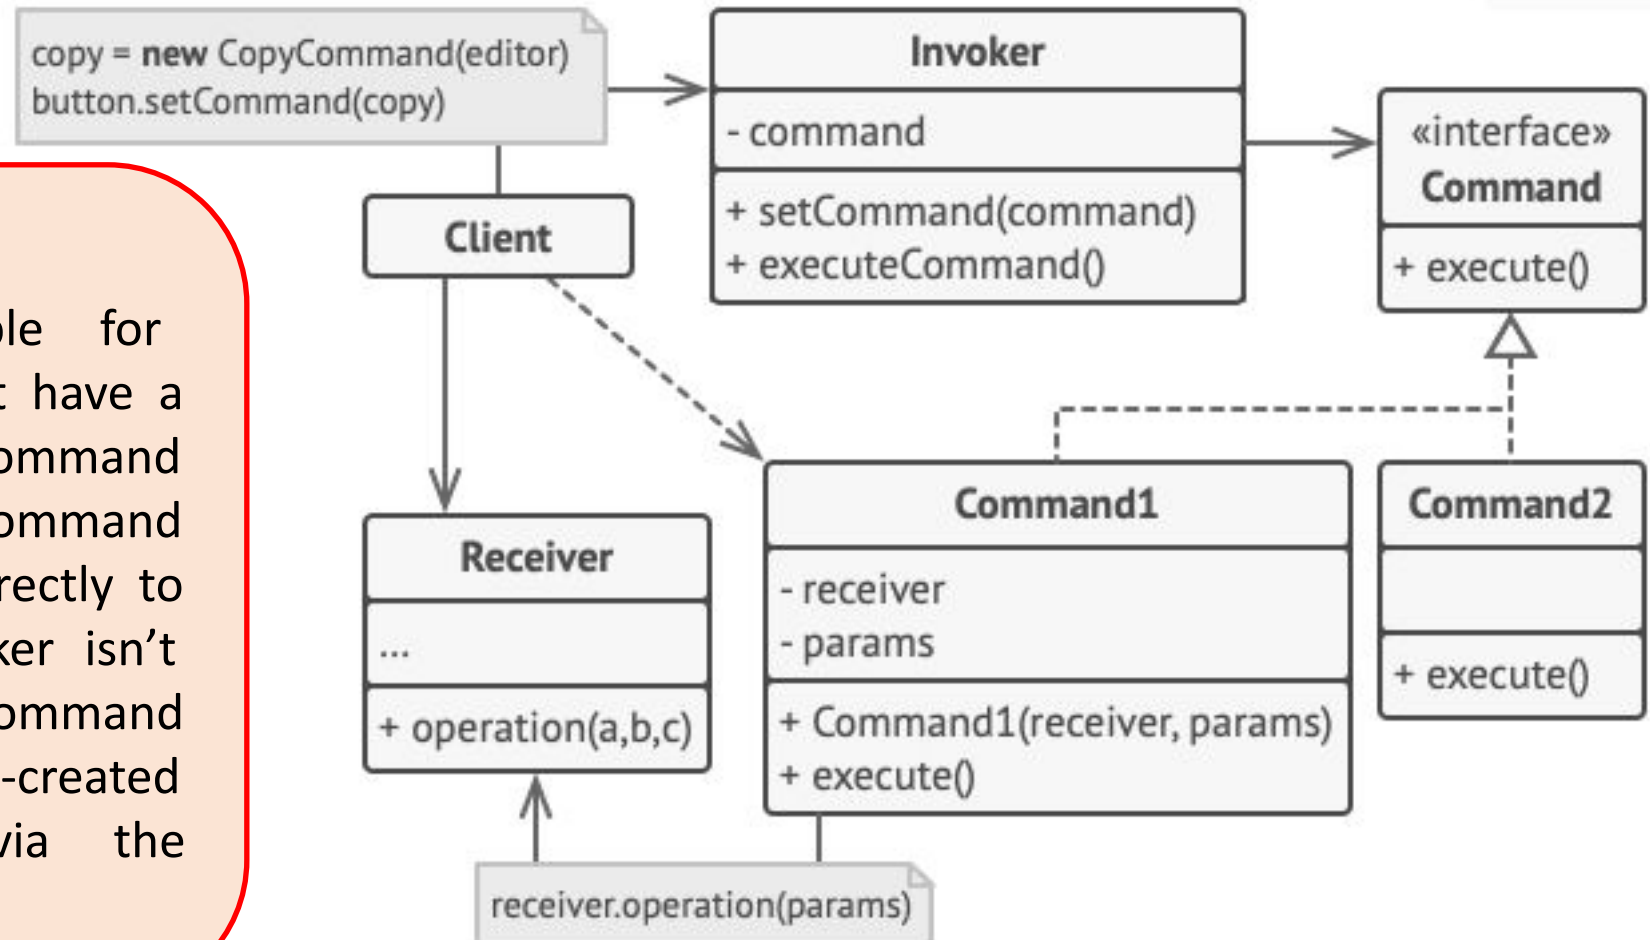 copy = new CopyCommand(editor)
button.setCommand(copy)
Invoker
- command
+ setCommand(command)
+ executeCommand()
«interface»
Command
+ execute()
Client
for
have a
ommand
ommand
rectly to
ker isn’t
ommand
-created
via the
Receiver
...
+ operation(a,b,c)
Command1
- receiver
- params
+ Command1(receiver, params)
+ execute()
Command2
+ execute()
receiver.operation(params)